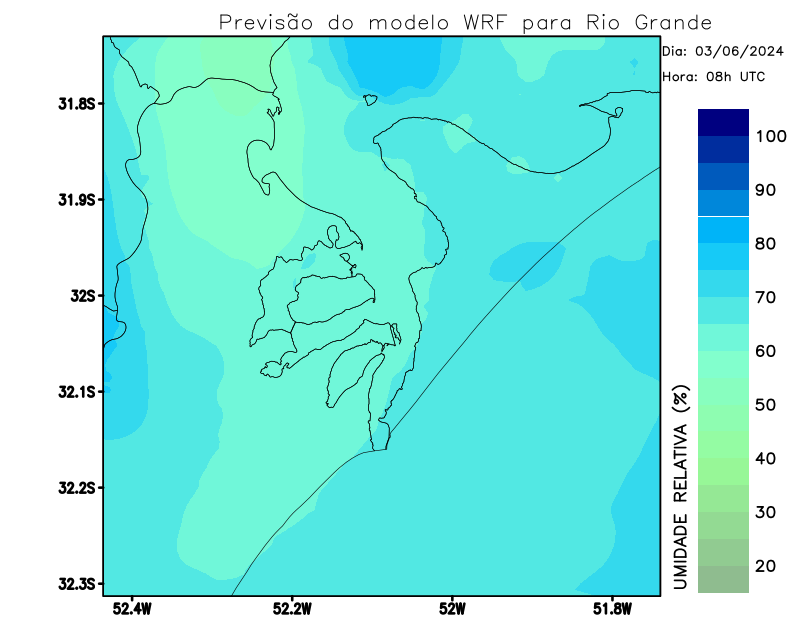 Previsão do modelo WRF para Rio Grande
Dia: 03/06/2024
Hora: 08h UTC
31.8S
31.9S
32S
32.1S
32.2S
32.3S
52.4W
52.2W
52W
51.8W
100
90
80
70
60
50
40
30
20
UMIDADE RELATIVA (%)